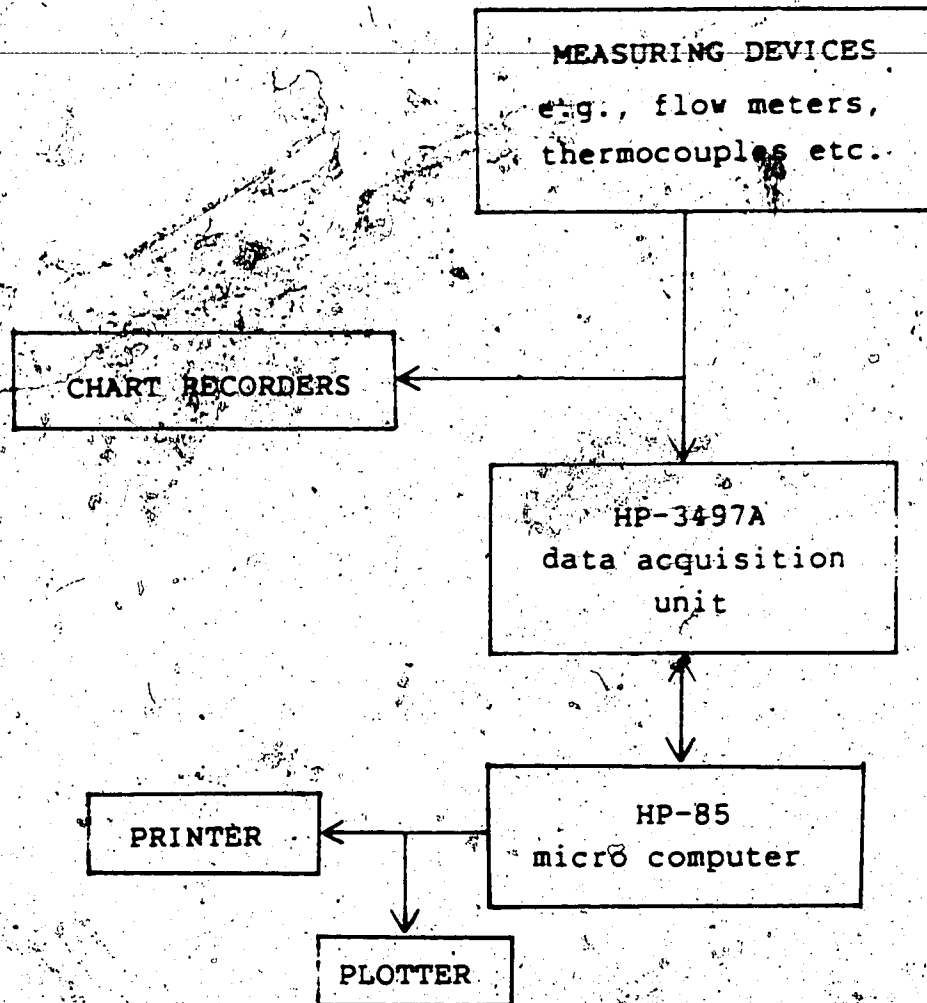 MEASURING DEVICES
e.g., flow meters,
thermocouples etc.
CHART RECORDERS
HP-3497A
data acquisition
unit
HP-85
micro computer
PRINTER
PLOTTER